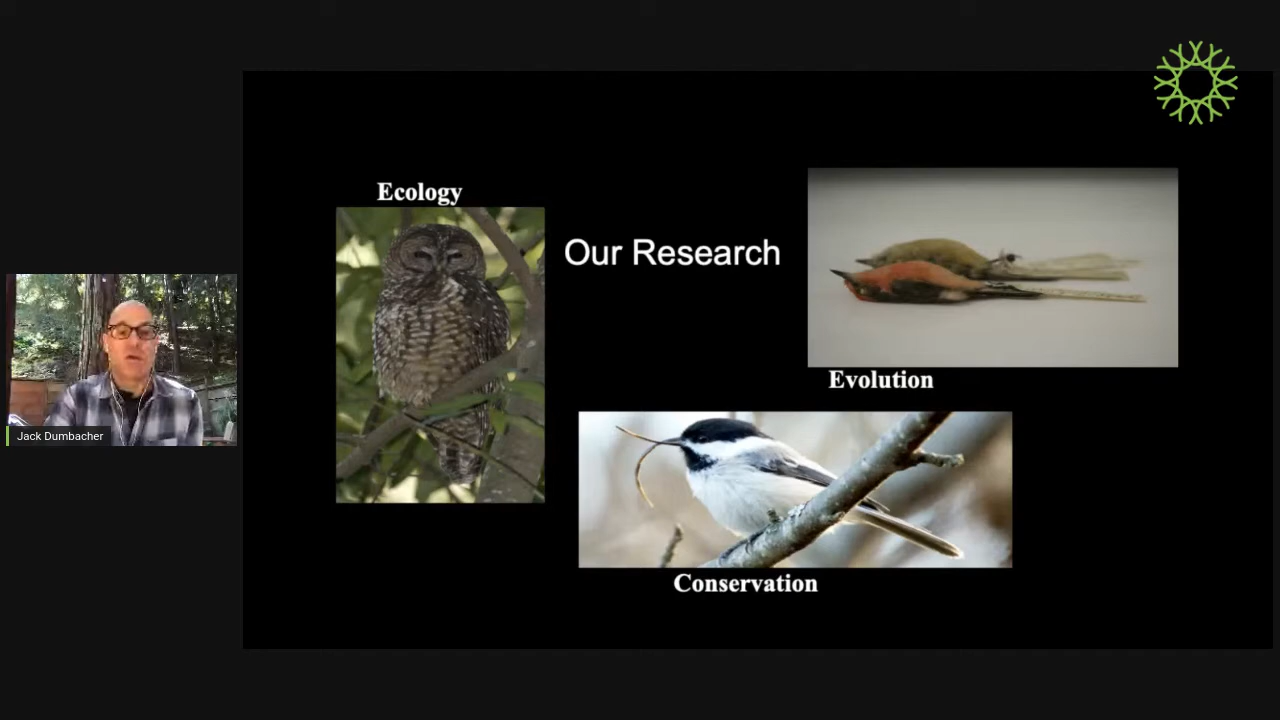 Ecology
Our Research
Evolution
Jack Dumbacher
Conservation